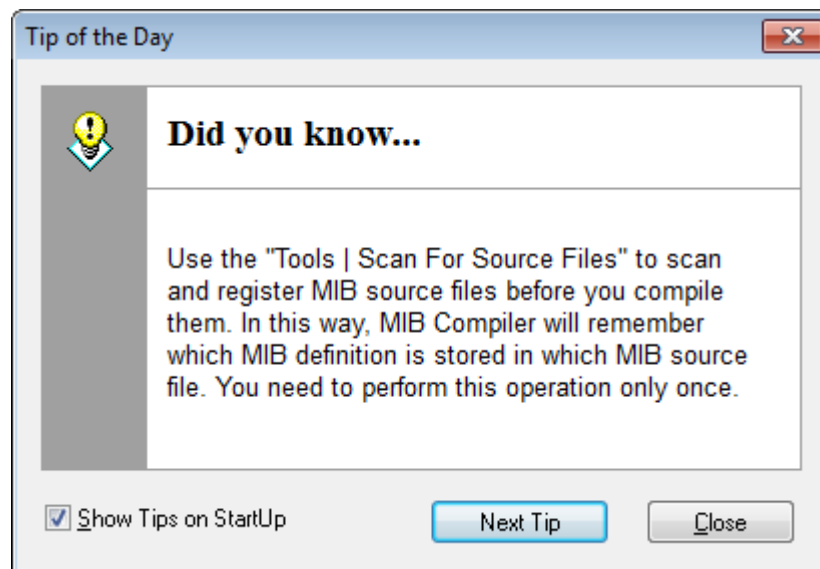 Tip of the Day
Did you know...
Use the "Tools | Scan For Source Files" to scan
and register MIB source files before you compile
them. In this way, MIB Compiler will remember
which MIB definition is stored in which MIB source
file. You need to perform this operation only once.
Show Tips on StartUp
Next Tip
Close